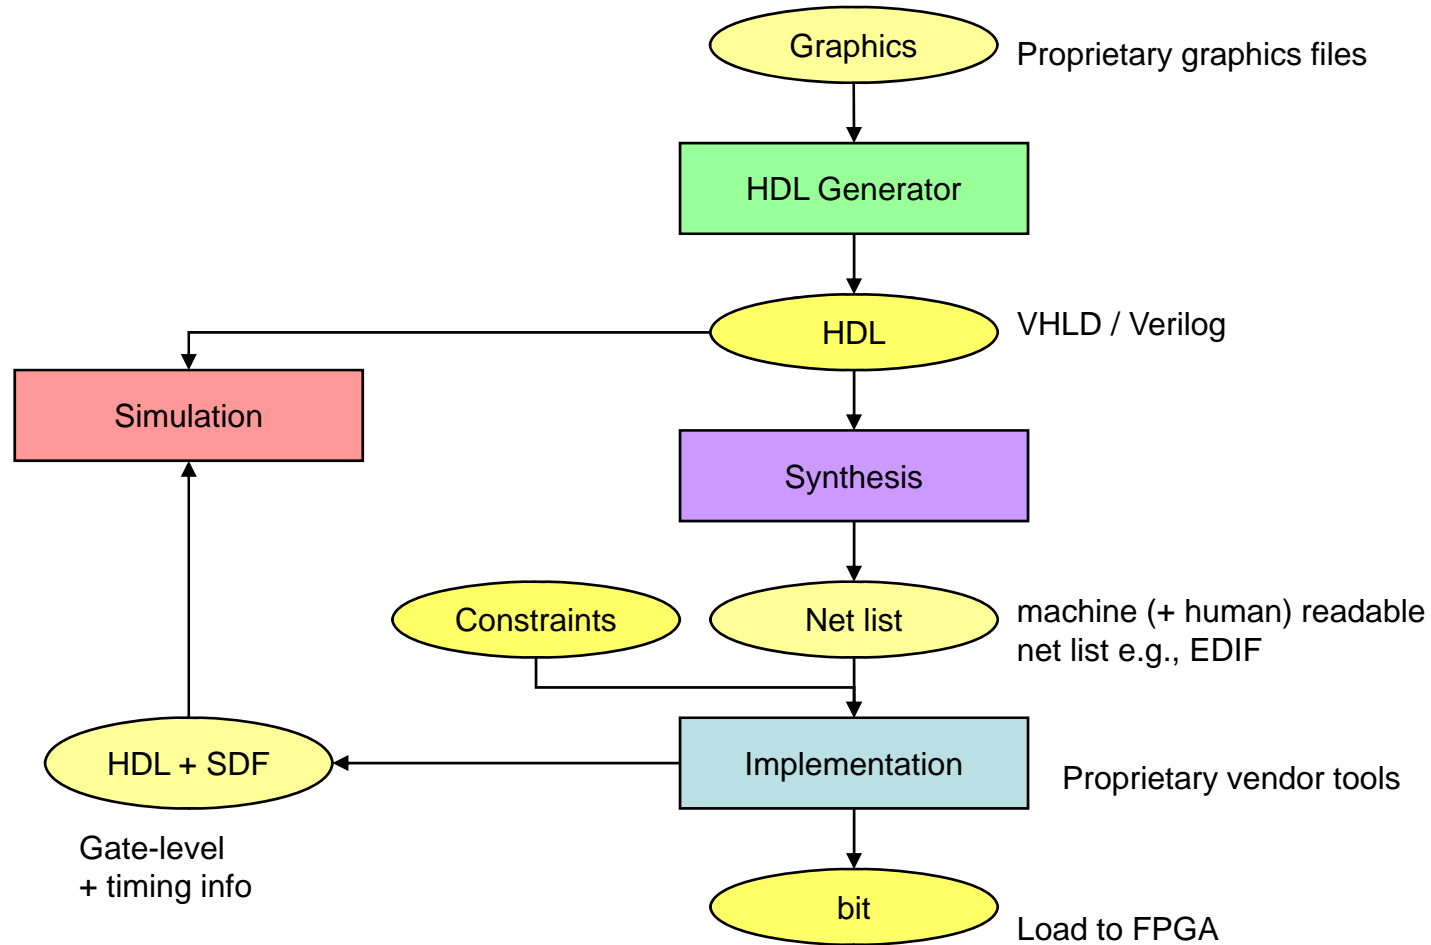 Graphics
Proprietary graphics files
HDL Generator
HDL
VHLD / Verilog
Simulation
Synthesis
Constraints
Net list
machine (+ human) readable
net list e.g., EDIF
HDL + SDF
Implementation
Proprietary vendor tools
Gate-level
+ timing info
bit
Load to FPGA